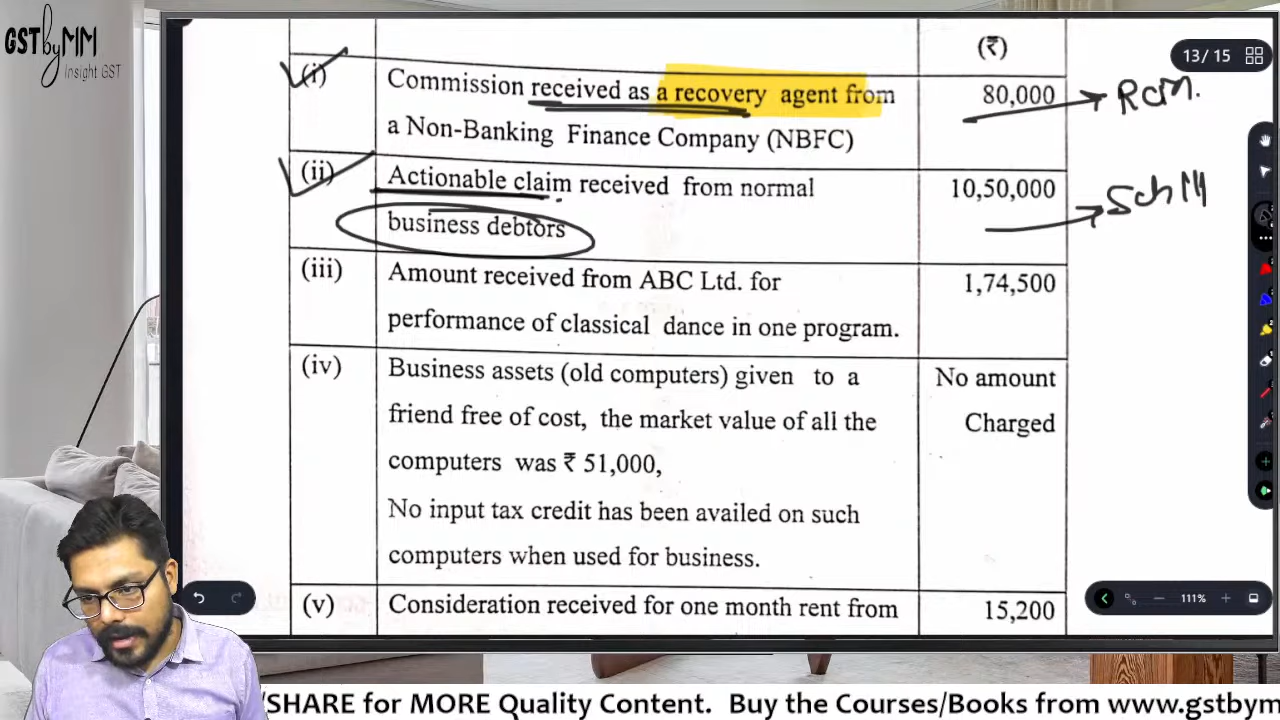 GSTbyMM
Insight GST
13 / 15
(₹)
(i) Commission received as a recovery agent from 80,000 RCM.
a Non-Banking Finance Company (NBFC)
(ii) Actionable claim received from normal 10,50,000 Sch III
business debtors
(iii) Amount received from ABC Ltd. for 1,74,500
performance of classical dance in one program.
(iv) Business assets (old computers) given to a No amount
friend free of cost, the market value of all the Charged
computers was ₹ 51,000,
No input tax credit has been availed on such
computers when used for business.
(v) Consideration received for one month rent from 15,200
111%
/SHARE for MORE Quality Content. Buy the Courses/Books from www.gstbym